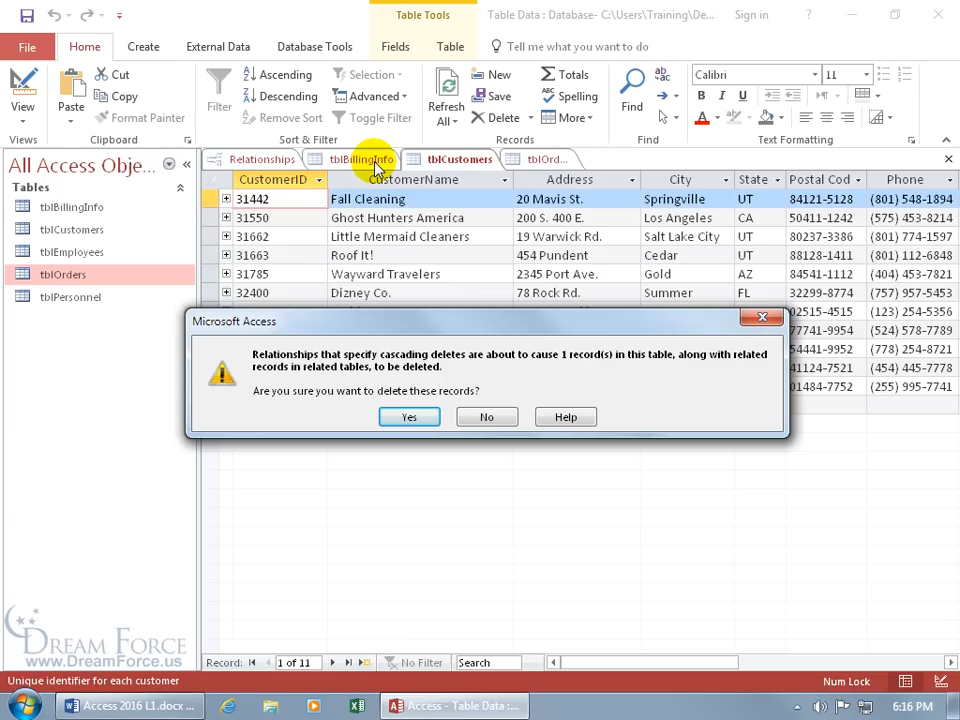 Table Tools
Table Data : Database- C:\Users\Training\De...
Sign in
?
File
Home
Create
External Data
Database Tools
Fields
Table
Tell me what you want to do
View
Views
Paste
Cut
Copy
Format Painter
Clipboard
Filter
Ascending
Descending
Remove Sort
Selection
Advanced
Toggle Filter
Sort & Filter
Refresh
All
New
Save
Delete
Totals
Spelling
More
Records
Find
Find
Calibri
11
B I U
A
Text Formatting
All Access Obje...
Tables
tblBillingInfo
tblCustomers
tblEmployees
tblOrders
tblPersonnel
Relationships
tblBillingInfo
tblCustomers
tblOrd...
CustomerID CustomerName Address City State Postal Cod Phone
31442 Fall Cleaning 20 Mavis St. Springville UT 84121-5128 (801) 548-1894
31550 Ghost Hunters America 200 S. 400 E. Los Angeles CA 50411-1242 (575) 453-8214
31662 Little Mermaid Cleaners 19 Warwick Rd. Salt Lake City UT 80237-3386 (801) 774-1597
31663 Roof It! 454 Pundent Cedar UT 88128-1411 (801) 112-6848
31785 Wayward Travelers 2345 Port Ave. Gold AZ 84541-1112 (404) 453-7821
32400 Dizney Co. 78 Rock Rd. Summer FL 32299-8774 (757) 957-5453
02515-4515 (123) 254-5356
77741-9954 (524) 578-7789
54441-9952 (778) 254-8721
41124-7521 (454) 445-7778
01484-7752 (255) 995-7741
Microsoft Access
Relationships that specify cascading deletes are about to cause 1 record(s) in this table, along with related
records in related tables, to be deleted.
Are you sure you want to delete these records?
Yes
No
Help
DREAM FORCE
www.DreamForce.us
Record: 1 of 11 No Filter Search
Unique identifier for each customer
Num Lock
Access 2016 L1.docx ...
Access - Table Data : ...
6:16 PM